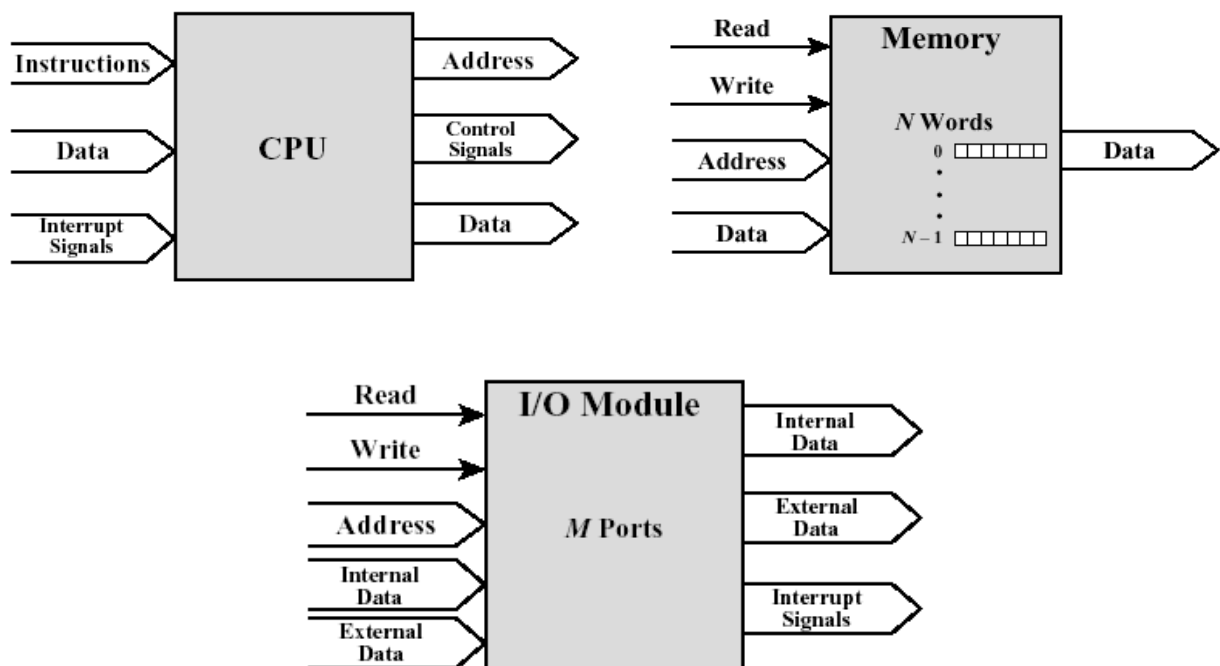 Instructions
Data
Interrupt
Signals
CPU
Address
Control
Signals
Data
Read
Write
Address
Data
Memory
N Words
0
N – 1
Data
Read
Write
Address
Internal
Data
External
Data
I/O Module
M Ports
Internal
Data
External
Data
Interrupt
Signals